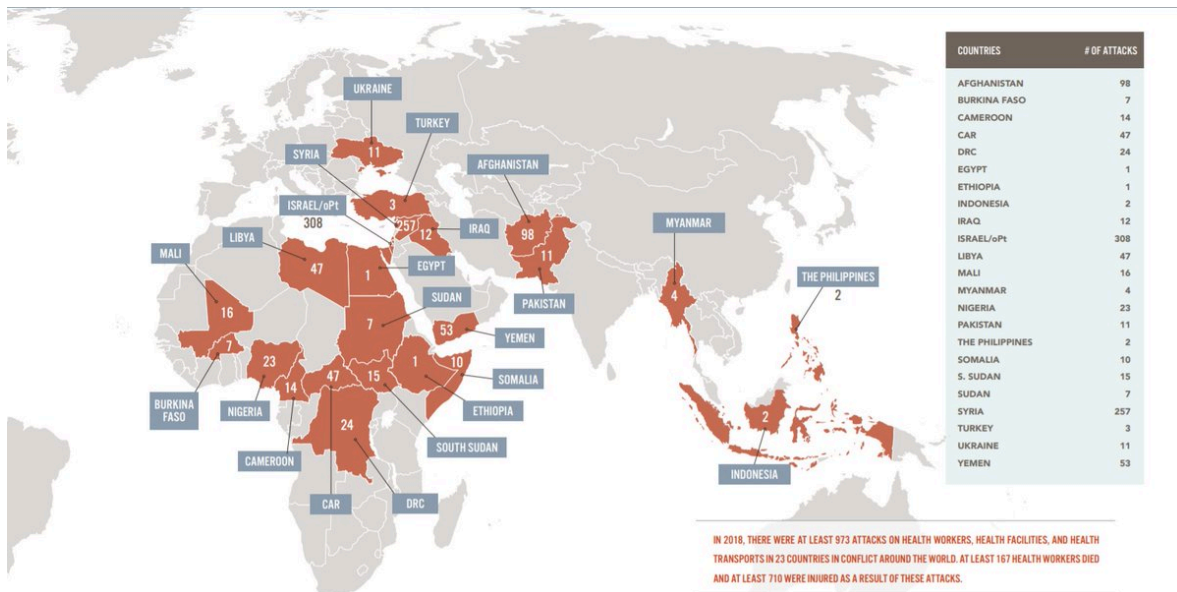 UKRAINE
TURKEY
SYRIA
AFGHANISTAN
11
ISRAEL/oPt
308
3
257
12
IRAQ
98
11
MYANMAR
LIBYA
MALI
47
1
EGYPT
PAKISTAN
4
THE PHILIPPINES
2
SUDAN
16
7
53
YEMEN
7
23
1
10
SOMALIA
14
47
15
BURKINA
FASO
NIGERIA
ETHIOPIA
24
2
CAMEROON
SOUTH SUDAN
INDONESIA
CAR
DRC
COUNTRIES # OF ATTACKS
AFGHANISTAN 98
BURKINA FASO 7
CAMEROON 14
CAR 47
DRC 24
EGYPT 1
ETHIOPIA 1
INDONESIA 2
IRAQ 12
ISRAEL/oPt 308
LIBYA 47
MALI 16
MYANMAR 4
NIGERIA 23
PAKISTAN 11
THE PHILIPPINES 2
SOMALIA 10
S. SUDAN 15
SUDAN 7
SYRIA 257
TURKEY 3
UKRAINE 11
YEMEN 53
IN 2018, THERE WERE AT LEAST 973 ATTACKS ON HEALTH WORKERS, HEALTH FACILITIES, AND HEALTH
TRANSPORTS IN 23 COUNTRIES IN CONFLICT AROUND THE WORLD. AT LEAST 167 HEALTH WORKERS DIED
AND AT LEAST 710 WERE INJURED AS A RESULT OF THESE ATTACKS.